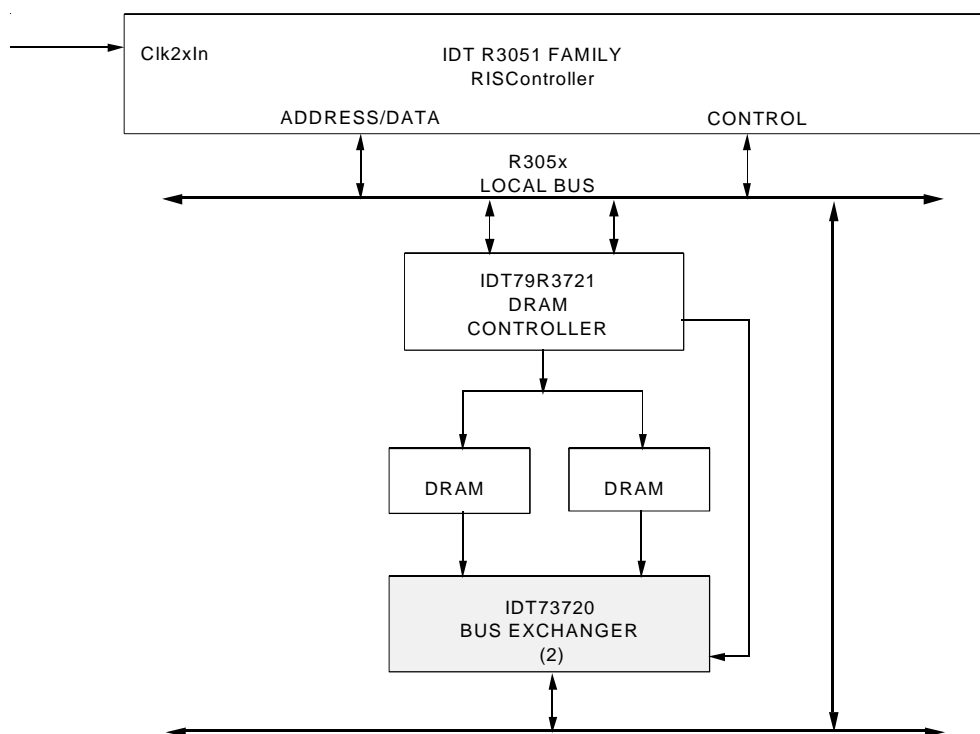 Clk2xIn
IDT R3051 FAMILY
RISController
ADDRESS/DATA
CONTROL
R305x
LOCAL BUS
IDT79R3721
DRAM
CONTROLLER
DRAM
DRAM
IDT73720
BUS EXCHANGER
(2)